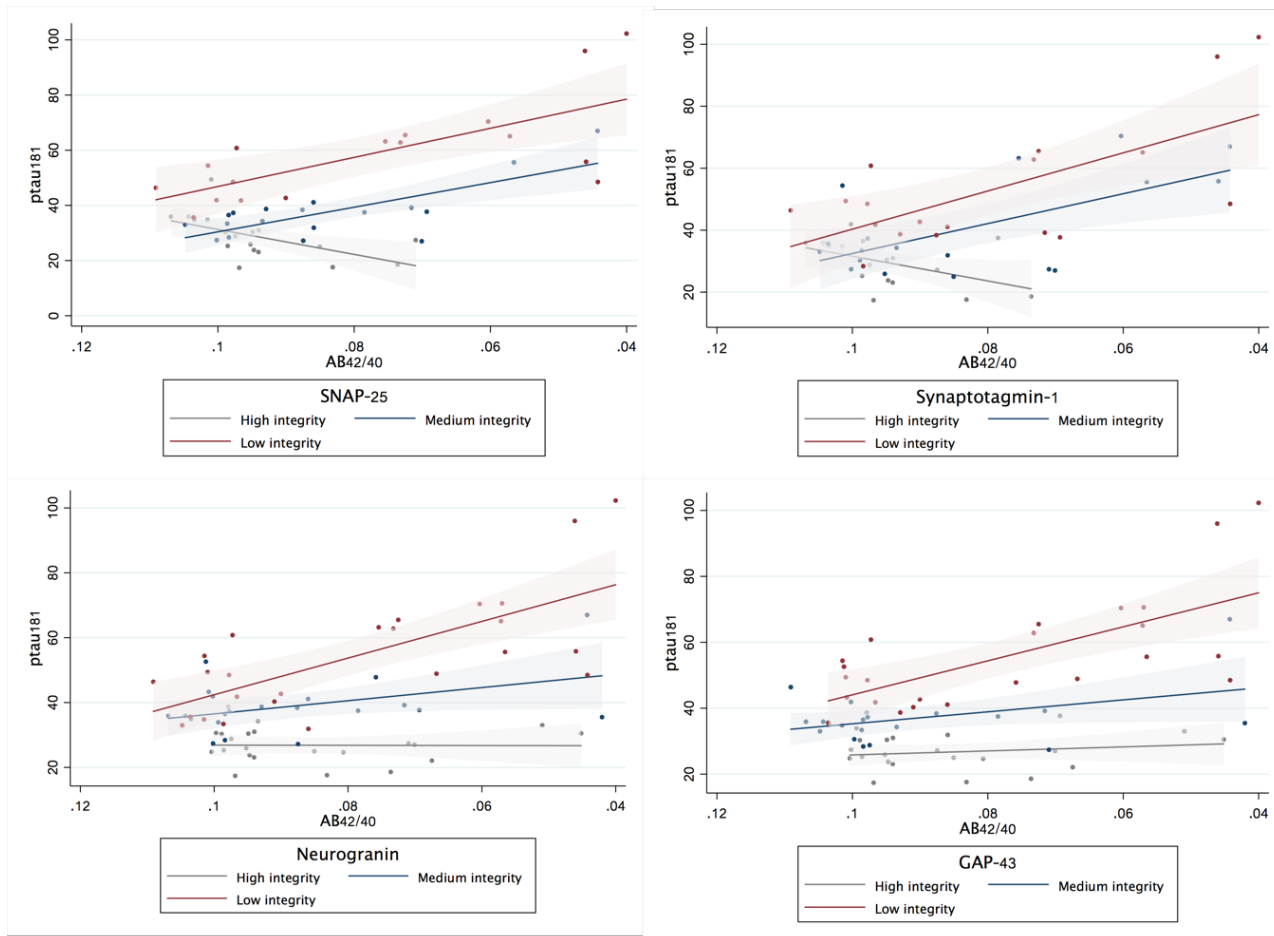 100
80
60
40
20
0
ptau181
.12
.1
.08
.06
.04
AB42/40
SNAP-25
High integrity
Medium integrity
Low integrity
100
80
60
40
20
ptau181
.12
.1
.08
.06
.04
AB42/40
Synaptotagmin-1
High integrity
Medium integrity
Low integrity
100
80
60
40
20
ptau181
.12
.1
.08
.06
.04
AB42/40
Neurogranin
High integrity
Medium integrity
Low integrity
100
80
60
40
20
ptau181
.12
.1
.08
.06
.04
AB42/40
GAP-43
High integrity
Medium integrity
Low integrity